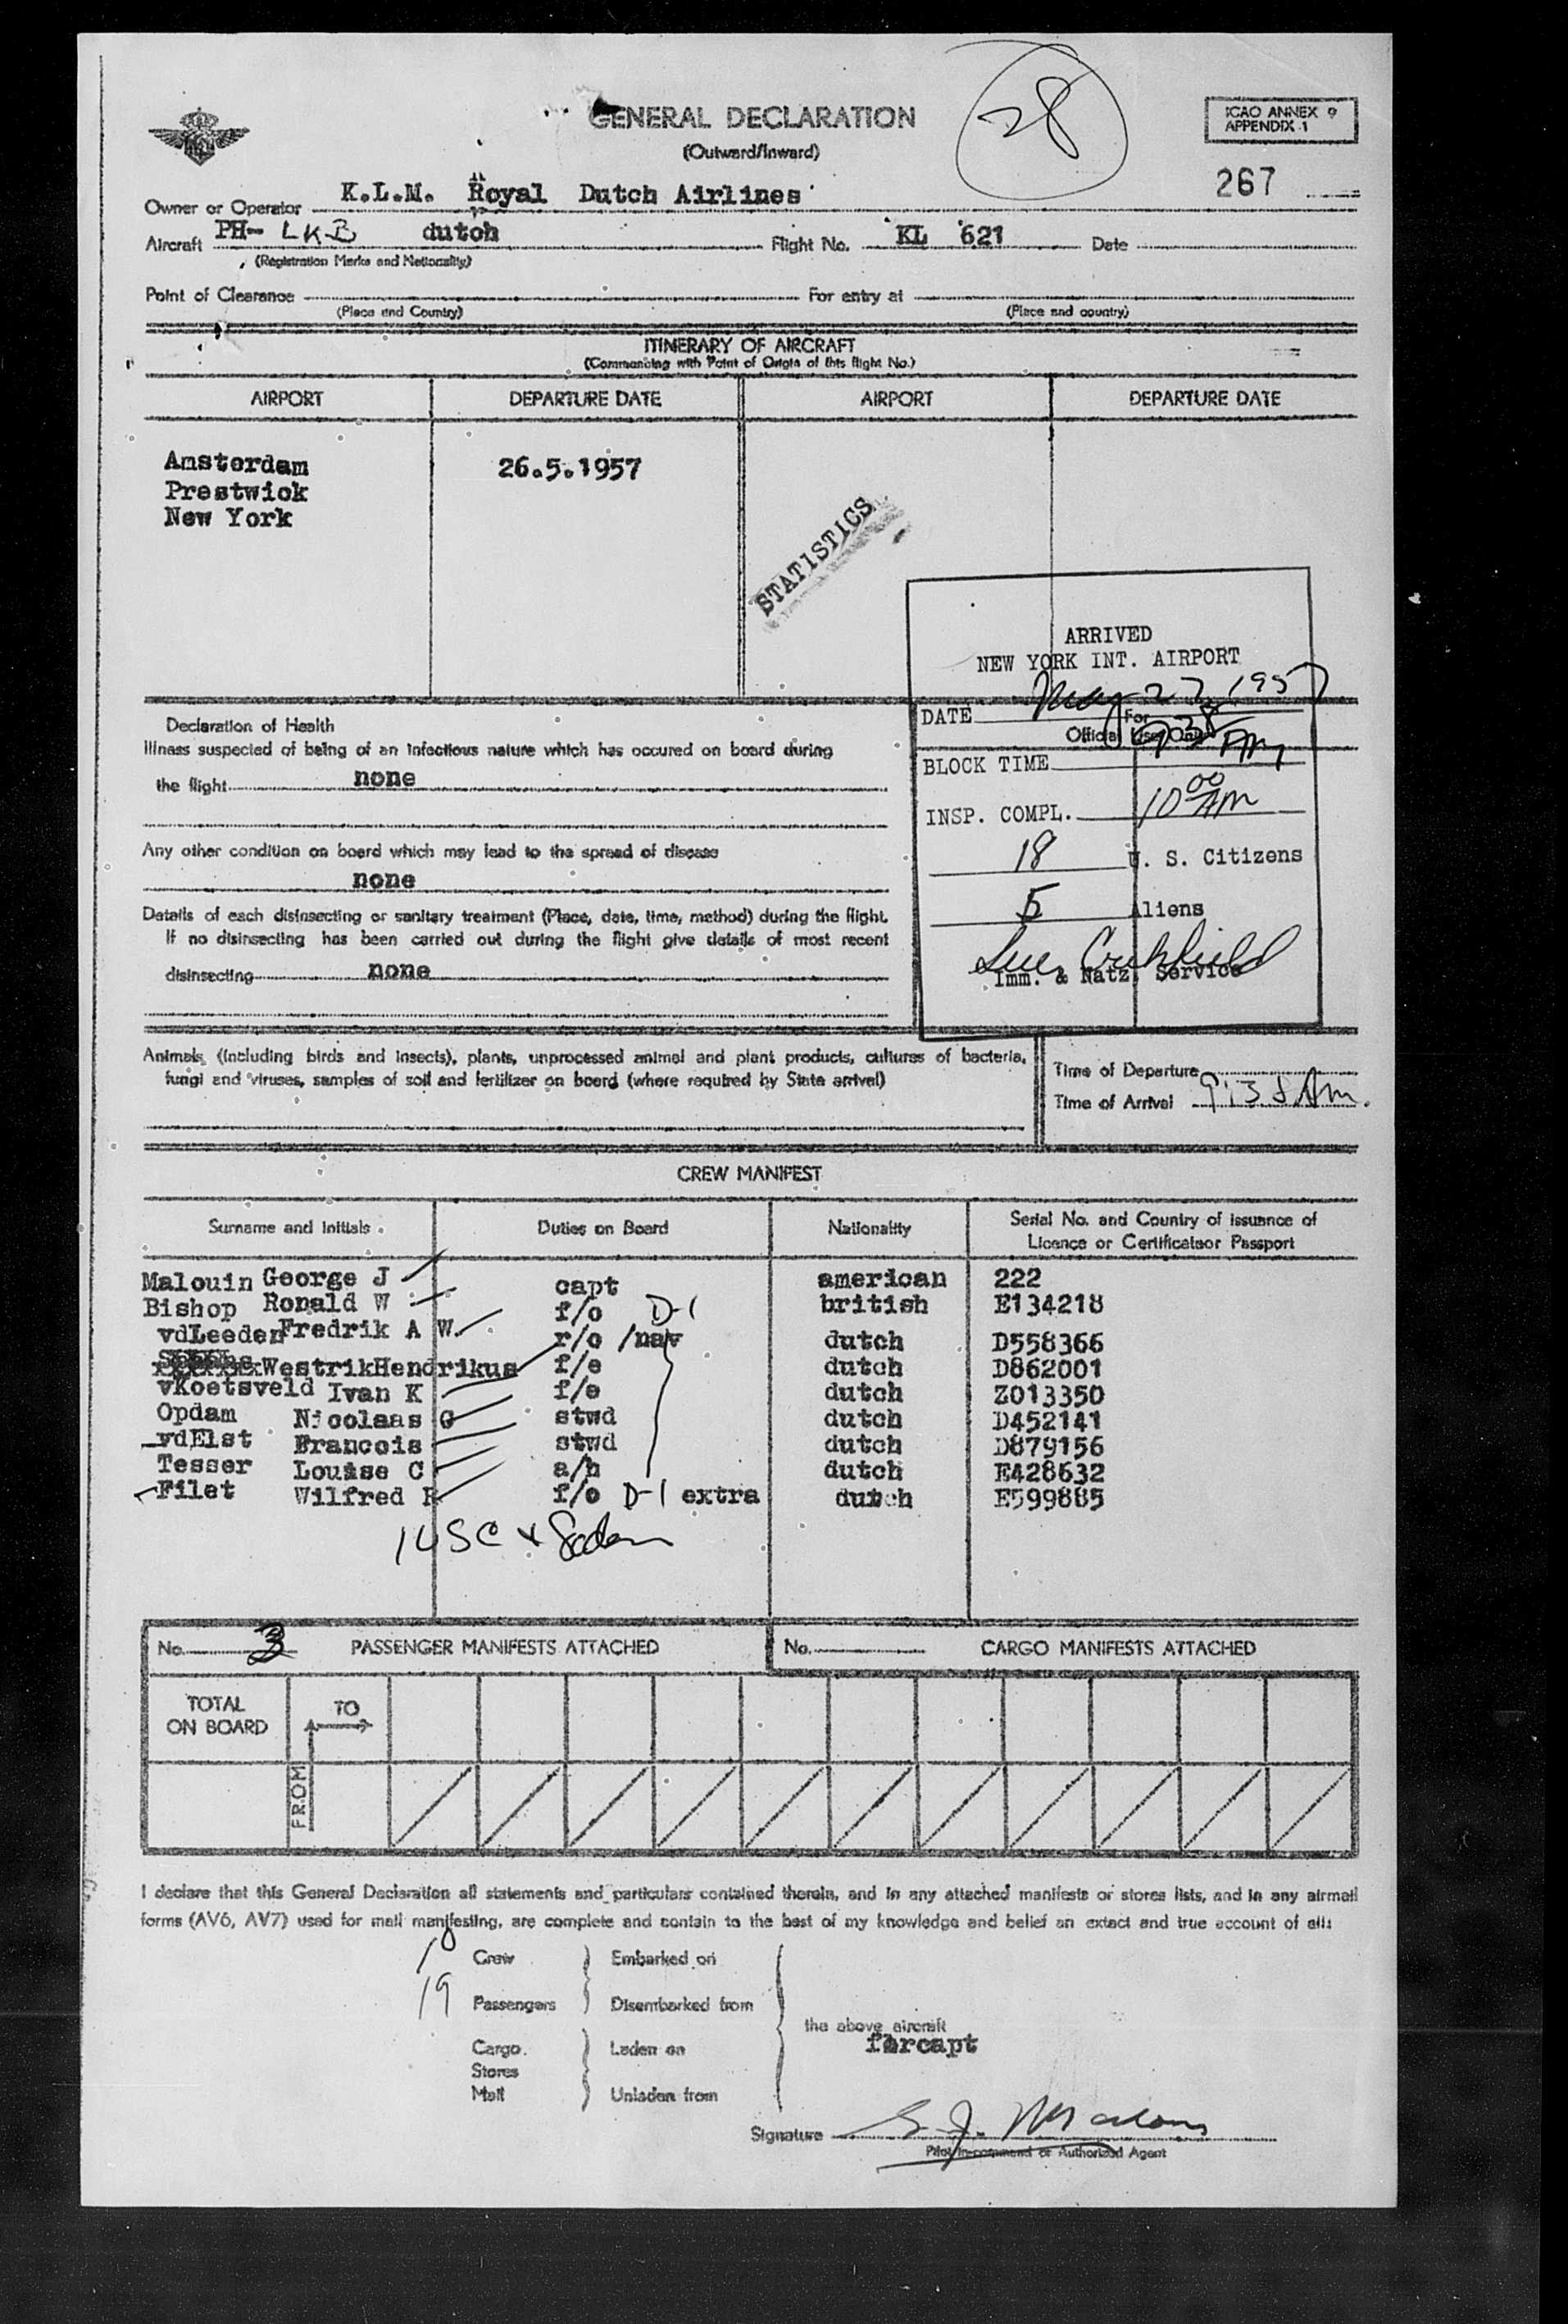 GENERAL DECLARATION
(Outward/Inward)
28
ICAO ANNEX 9
APPENDIX 1
267
Owner or Operator K.L.M. Royal Dutch Airlines
Aircraft PH- LKB dutch Flight No. KL 621 Date
(Registration Marks and Nationality)
Point of Clearance For entry at
(Place and Country) (Place and country)
ITINERARY OF AIRCRAFT
(Commencing with Point of Origin of this flight No.)
AIRPORT DEPARTURE DATE AIRPORT DEPARTURE DATE
Amsterdam 26.5.1957
Prestwick
New York
STATISTICS
ARRIVED
NEW YORK INT. AIRPORT
DATE May 27, 1957
For
Official Use Only
BLOCK TIME 938 AM
INSP. COMPL. 10 00 AM
18 U. S. Citizens
5 Aliens
Imm. & Natz. Service
Declaration of Health
Illness suspected of being of an infectious nature which has occured on board during
the flight none
Any other condition on board which may lead to the spread of disease
none
Details of each disinsecting or sanitary treatment (Place, date, time, method) during the flight.
If no disinsecting has been carried out during the flight give details of most recent
disinsecting none
Animals, (including birds and insects), plants, unprocessed animal and plant products, cultures of bacteria,
fungi and viruses, samples of soil and fertilizer on board (where required by State arrival)
Time of Departure
Time of Arrival 9:38 AM.
CREW MANIFEST
Surname and Initials Duties on Board Nationality Serial No. and Country of issuance of
Licence or Certificateor Passport
Malouin George J capt american 222
Bishop Ronald W f/o D-1 british E134218
vdLeeden Fredrik A W. r/o /nav dutch D558366
Westrik Hendrikus f/e dutch D862001
vKoetsveld Ivan K f/e dutch Z013350
Opdam Nicolaas G stwd dutch D452141
vdElst Francois stwd dutch D879156
Tesser Louise C a/h dutch E428632
Filet Wilfred R f/o D-1 extra dutch E599885
1 USC
No. 3 PASSENGER MANIFESTS ATTACHED No. CARGO MANIFESTS ATTACHED
TOTAL
ON BOARD
TO
FROM
I declare that this General Declaration all statements and particulars contained therein, and in any attached manifests or stores lists, and in any airmail
forms (AV6, AV7) used for mail manifesting, are complete and contain to the best of my knowledge and belief an extact and true account of all:
Crew Embarked on
19 Passengers Disembarked from
the above aircraft
forcapt
Cargo. Laden on
Stores
Mail Unladen from
Signature G. J. Malouin
Pilot in-command or Authorized Agent